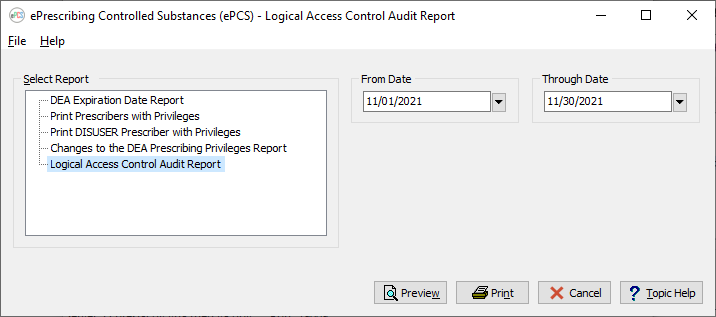 ePCS ePrescribing Controlled Substances (ePCS) - Logical Access Control Audit Report
File Help
Select Report
From Date
Through Date
DEA Expiration Date Report
Print Prescribers with Privileges
Print DISUSER Prescriber with Privileges
Changes to the DEA Prescribing Privileges Report
Logical Access Control Audit Report
11/01/2021
11/30/2021
Preview
Print
Cancel
? Topic Help